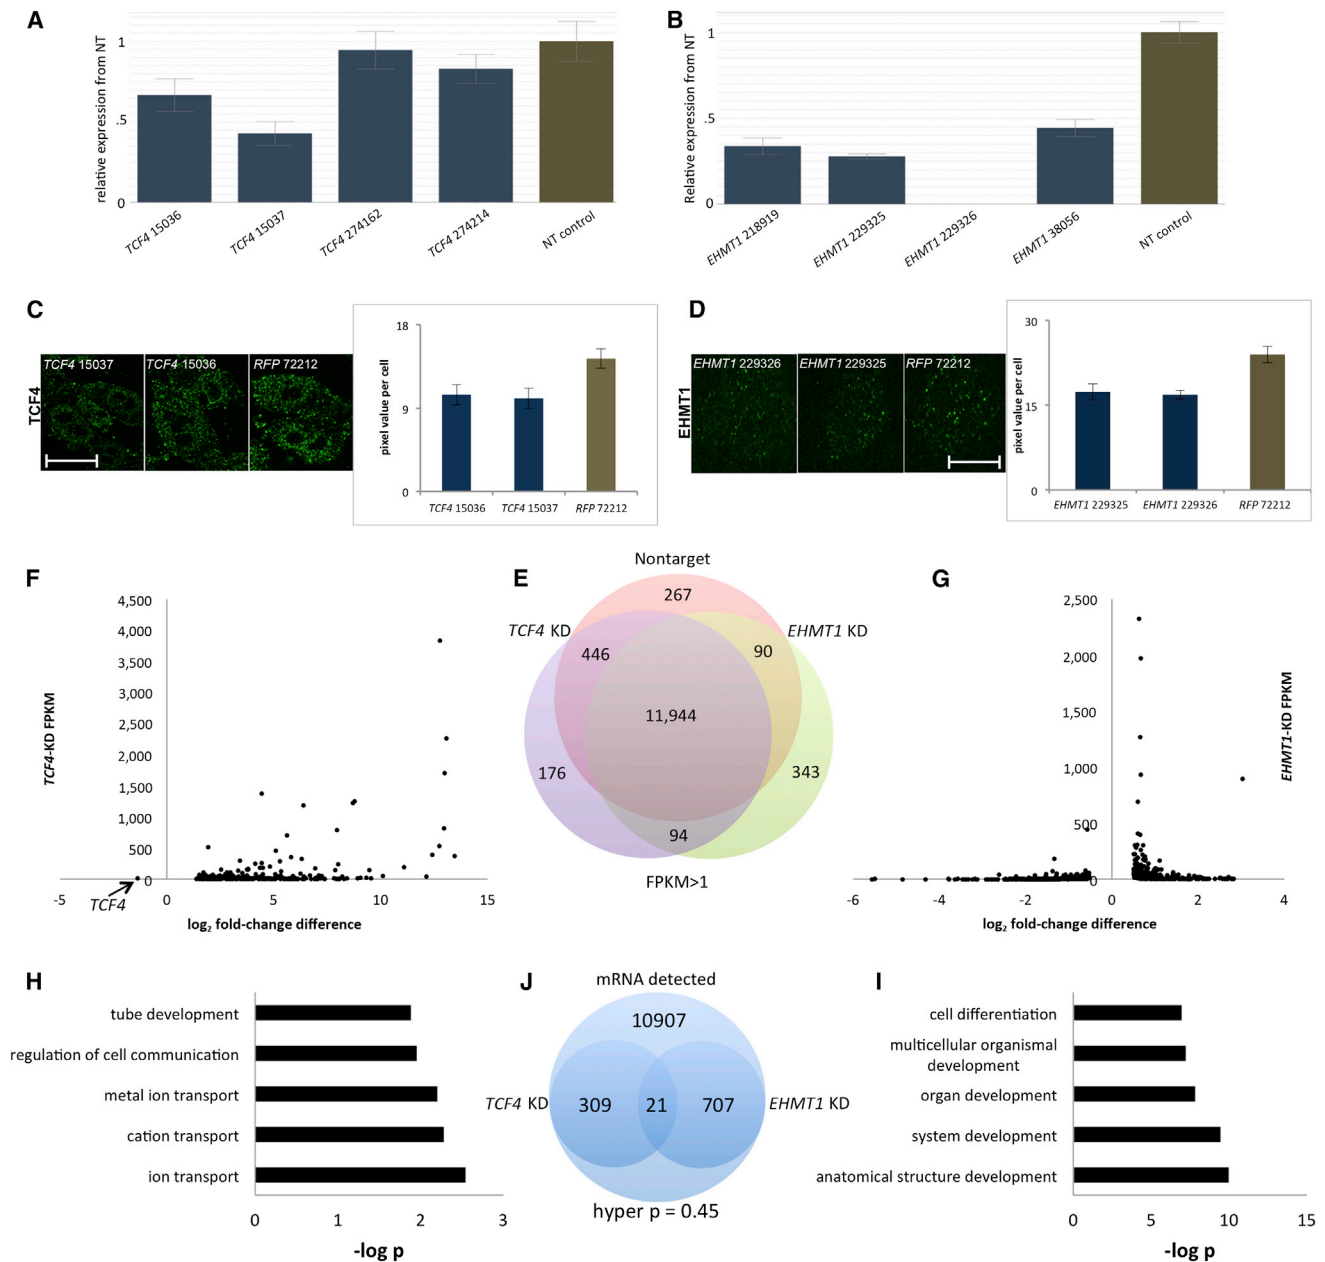 A
relative expression from NT
1
.5
0
TCF4 15036
TCF4 15037
TCF4 274162
TCF4 274214
NT control
B
Relative expression from NT
1
.5
0
EHMT1 218919
EHMT1 229325
EHMT1 229326
EHMT1 38056
NT control
C
TCF4
TCF4 15037
TCF4 15036
RFP 72212
pixel value per cell
18
9
0
TCF4 15036
TCF4 15037
RFP 72212
D
EHMT1
EHMT1 229326
EHMT1 229325
RFP 72212
pixel value per cell
30
15
0
EHMT1 229325
EHMT1 229326
RFP 72212
F
TCF4-KD FPKM
4,500
4,000
3,500
3,000
2,500
2,000
1,500
1,000
500
0
-5
0
5
10
15
TCF4
log2 fold-change difference
E
Nontarget
267
TCF4 KD
EHMT1 KD
446
90
11,944
176
343
94
FPKM>1
G
EHMT1-KD FPKM
2,500
2,000
1,500
1,000
500
0
-6
-4
-2
0
2
4
log2 fold-change difference
H
tube development
regulation of cell communication
metal ion transport
cation transport
ion transport
0
1
2
3
-log p
J
mRNA detected
10907
TCF4 KD
309
21
707
EHMT1 KD
hyper p = 0.45
I
cell differentiation
multicellular organismal
development
organ development
system development
anatomical structure development
0
5
10
15
-log p